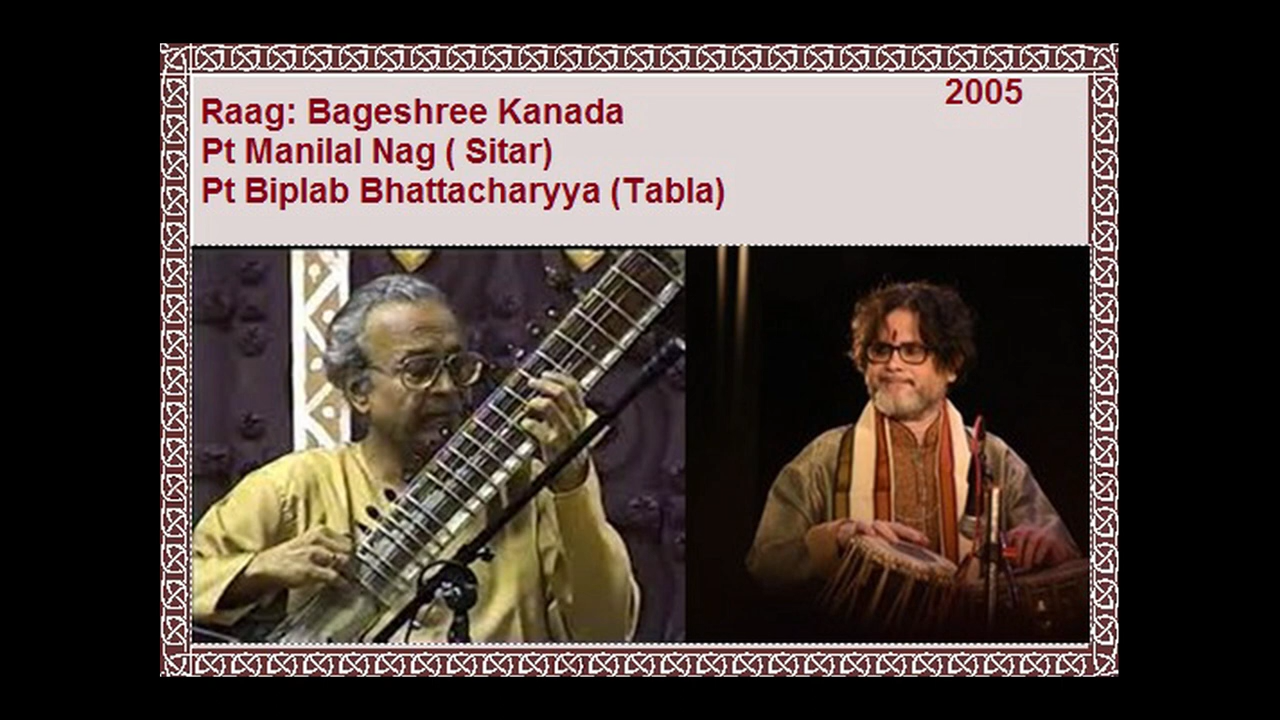 2005
Raag: Bageshree Kanada
Pt Manilal Nag ( Sitar)
Pt Biplab Bhattacharyya (Tabla)